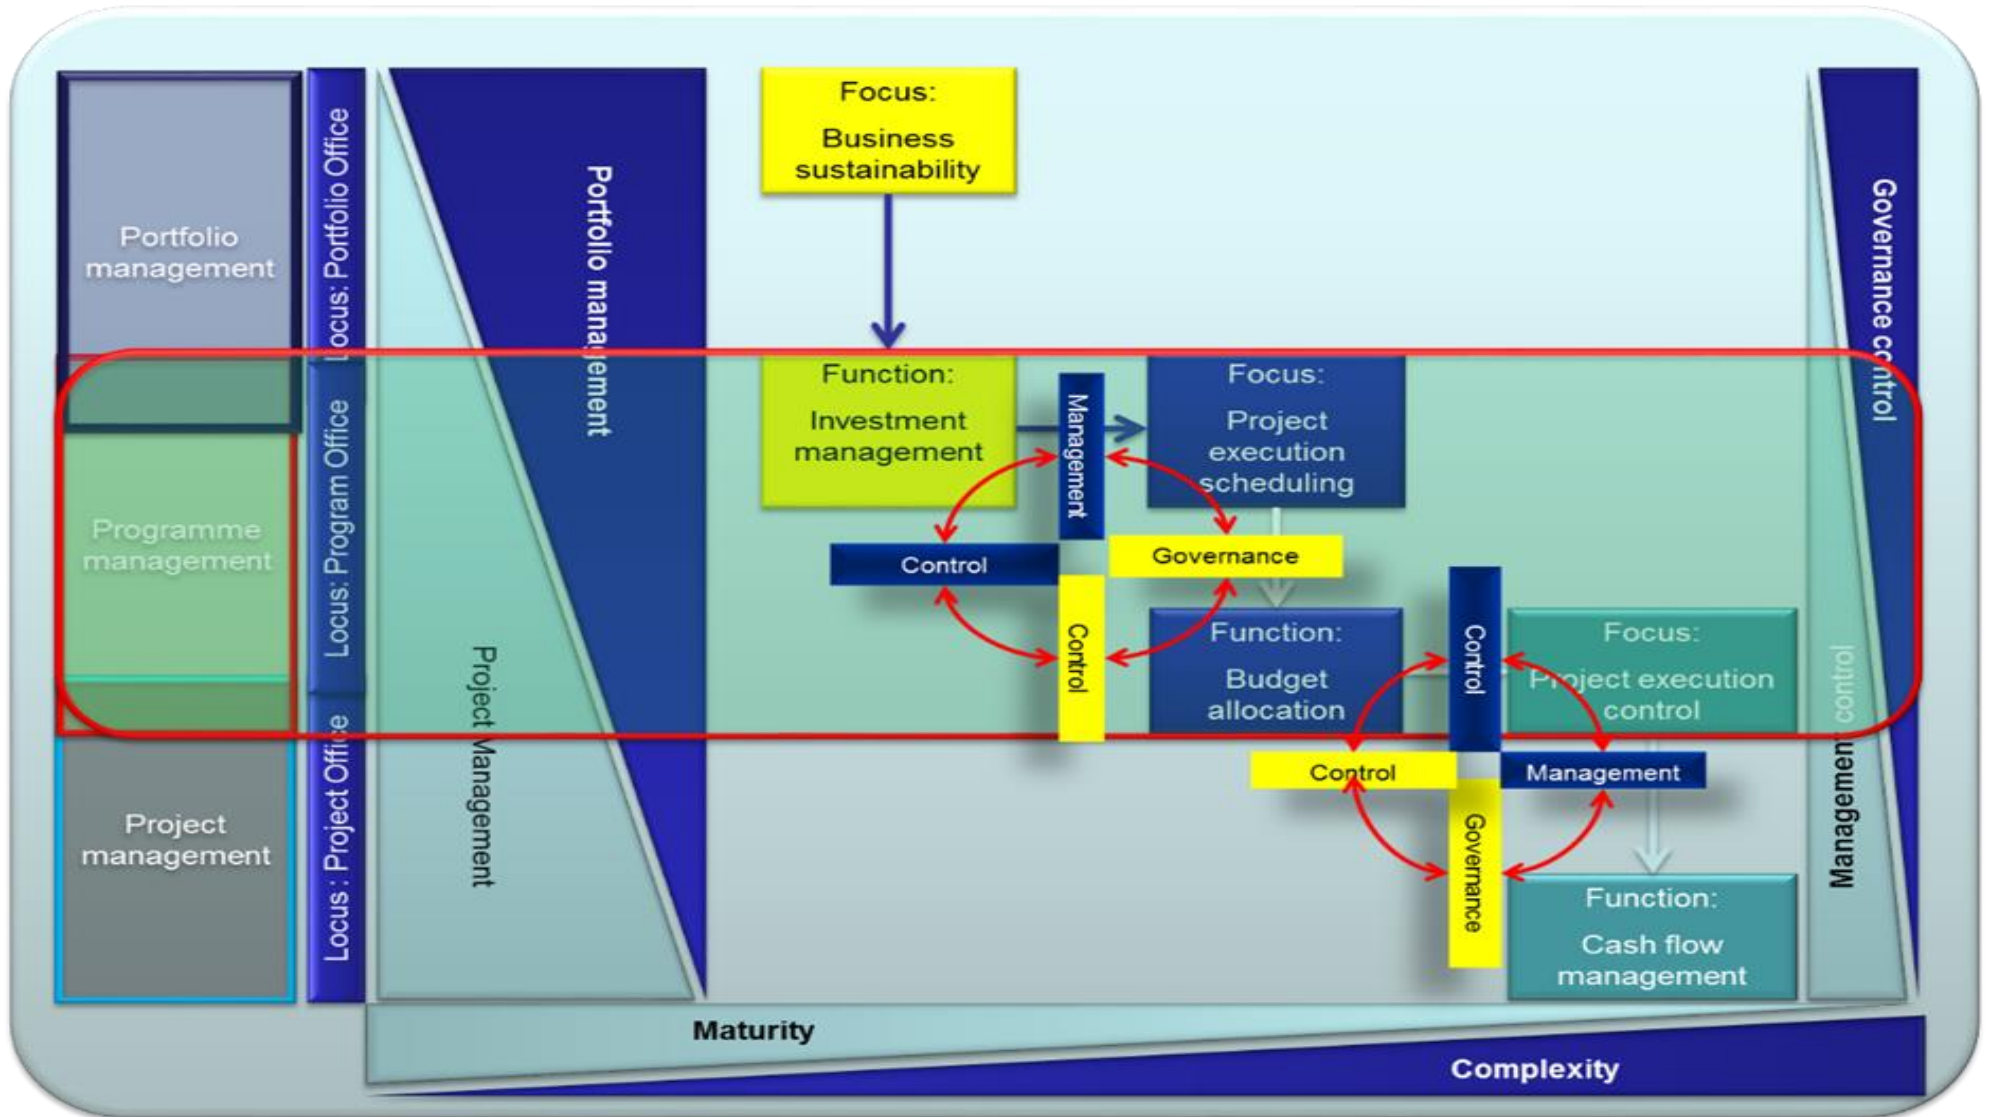 Portfolio
management
Programme
management
Project
management
Locus: Portfolio Office
Locus: Program Office
Locus : Project Office
Portfolio management
Project Management
Focus:
Business
sustainability
Function:
Investment
management
Focus:
Project
execution
scheduling
Management
Control
Governance
Control
Function:
Budget
allocation
Focus:
Project execution
control
Control
Control
Management
Governance
Function:
Cash flow
management
Governance control
Management control
Maturity
Complexity